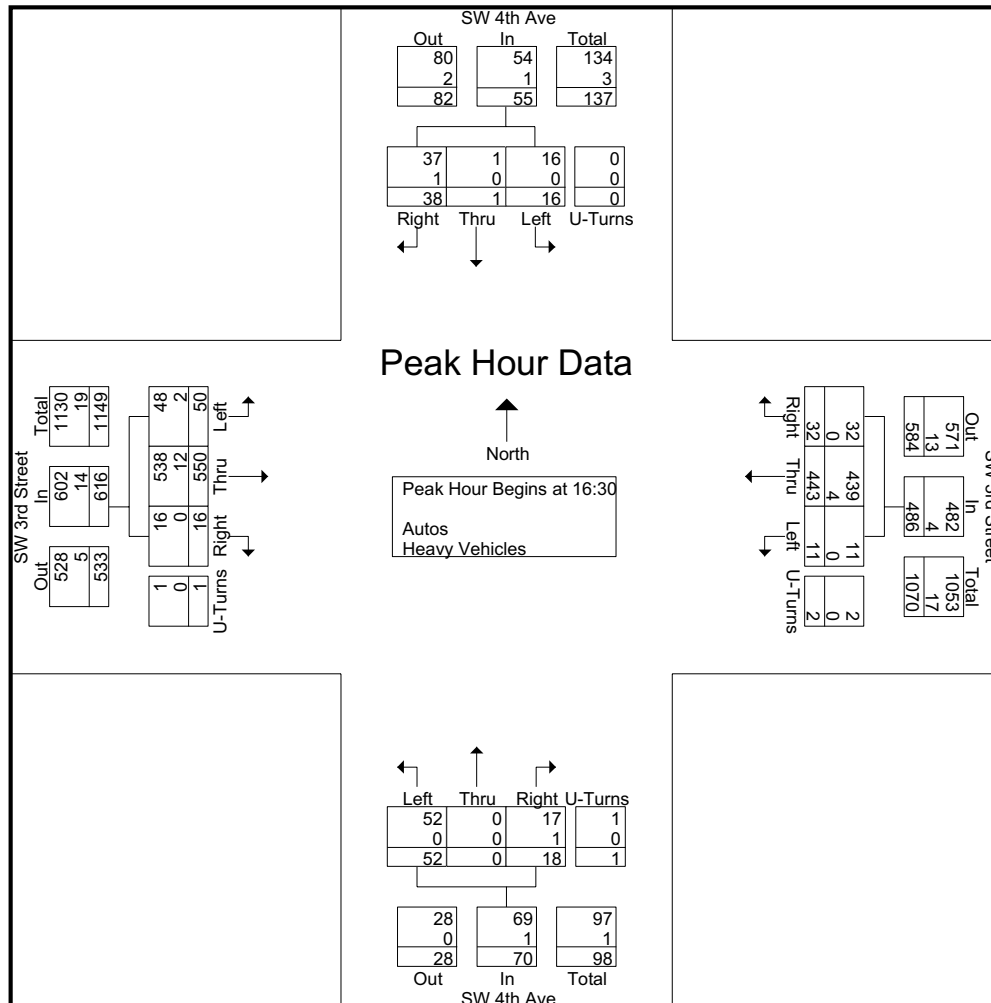 SW 4th Ave
Out In Total
80 54 134
2 1 3
82 55 137
37 1 16 0
1 0 0 0
38 1 16 0
Right Thru Left U-Turns
Peak Hour Data
North
Peak Hour Begins at 16:30
Autos
Heavy Vehicles
SW 3rd Street
Total In Out
1130 602 528
19 14 5
1149 616 533
48 538 16 1
2 12 0 0
50 550 16 1
Left Thru Right U-Turns
SW 3rd Street
Out In Total
571 482 1053
13 4 17
584 486 1070
32 439 11 2
0 4 0 0
32 443 11 2
Right Thru Left U-Turns
Left Thru Right U-Turns
52 0 17 1
0 0 1 0
52 0 18 1
28 69 97
0 1 1
28 70 98
Out In Total
SW 4th Ave